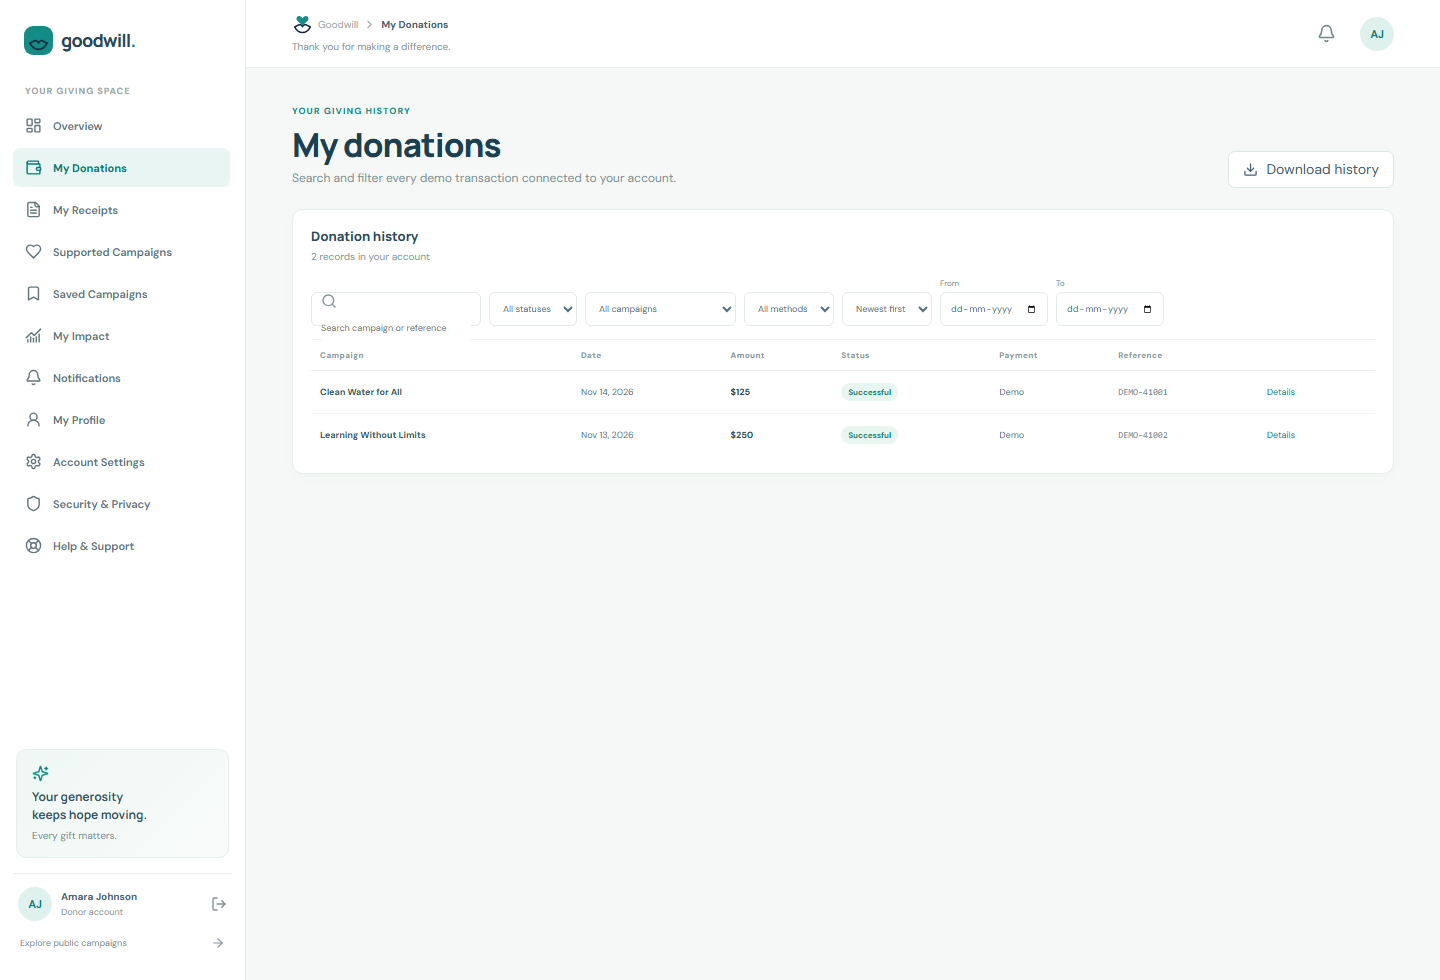 goodwill.
YOUR GIVING SPACE
Overview
My Donations
My Receipts
Supported Campaigns
Saved Campaigns
My Impact
Notifications
My Profile
Account Settings
Security & Privacy
Help & Support
Your generosity
keeps hope moving.
Every gift matters.
AJ
Amara Johnson
Donor account
Explore public campaigns
Goodwill > My Donations
Thank you for making a difference.
AJ
YOUR GIVING HISTORY
My donations
Search and filter every demo transaction connected to your account.
Download history
Donation history
2 records in your account
From To
All statuses All campaigns All methods Newest first dd-mm-yyyy dd-mm-yyyy
Search campaign or reference
Campaign Date Amount Status Payment Reference
Clean Water for All Nov 14, 2026 $125 Successful Demo DEMO-41001 Details
Learning Without Limits Nov 13, 2026 $250 Successful Demo DEMO-41002 Details